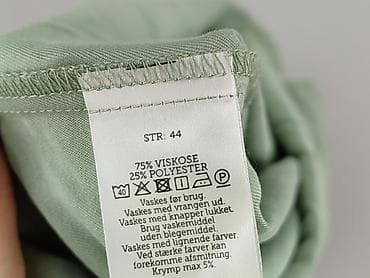 STR: 44
75% VISKOSE
25% POLYESTER
Vaskes før brug.
Vaskes med vrangen ud.
Vaskes med knapper lukket.
Brug vaskemiddel
uden blegemiddel.
Vaskes med lignende farver.
Ved stærke farver kan
forekomme afsmitning.
Krymp max 5%.